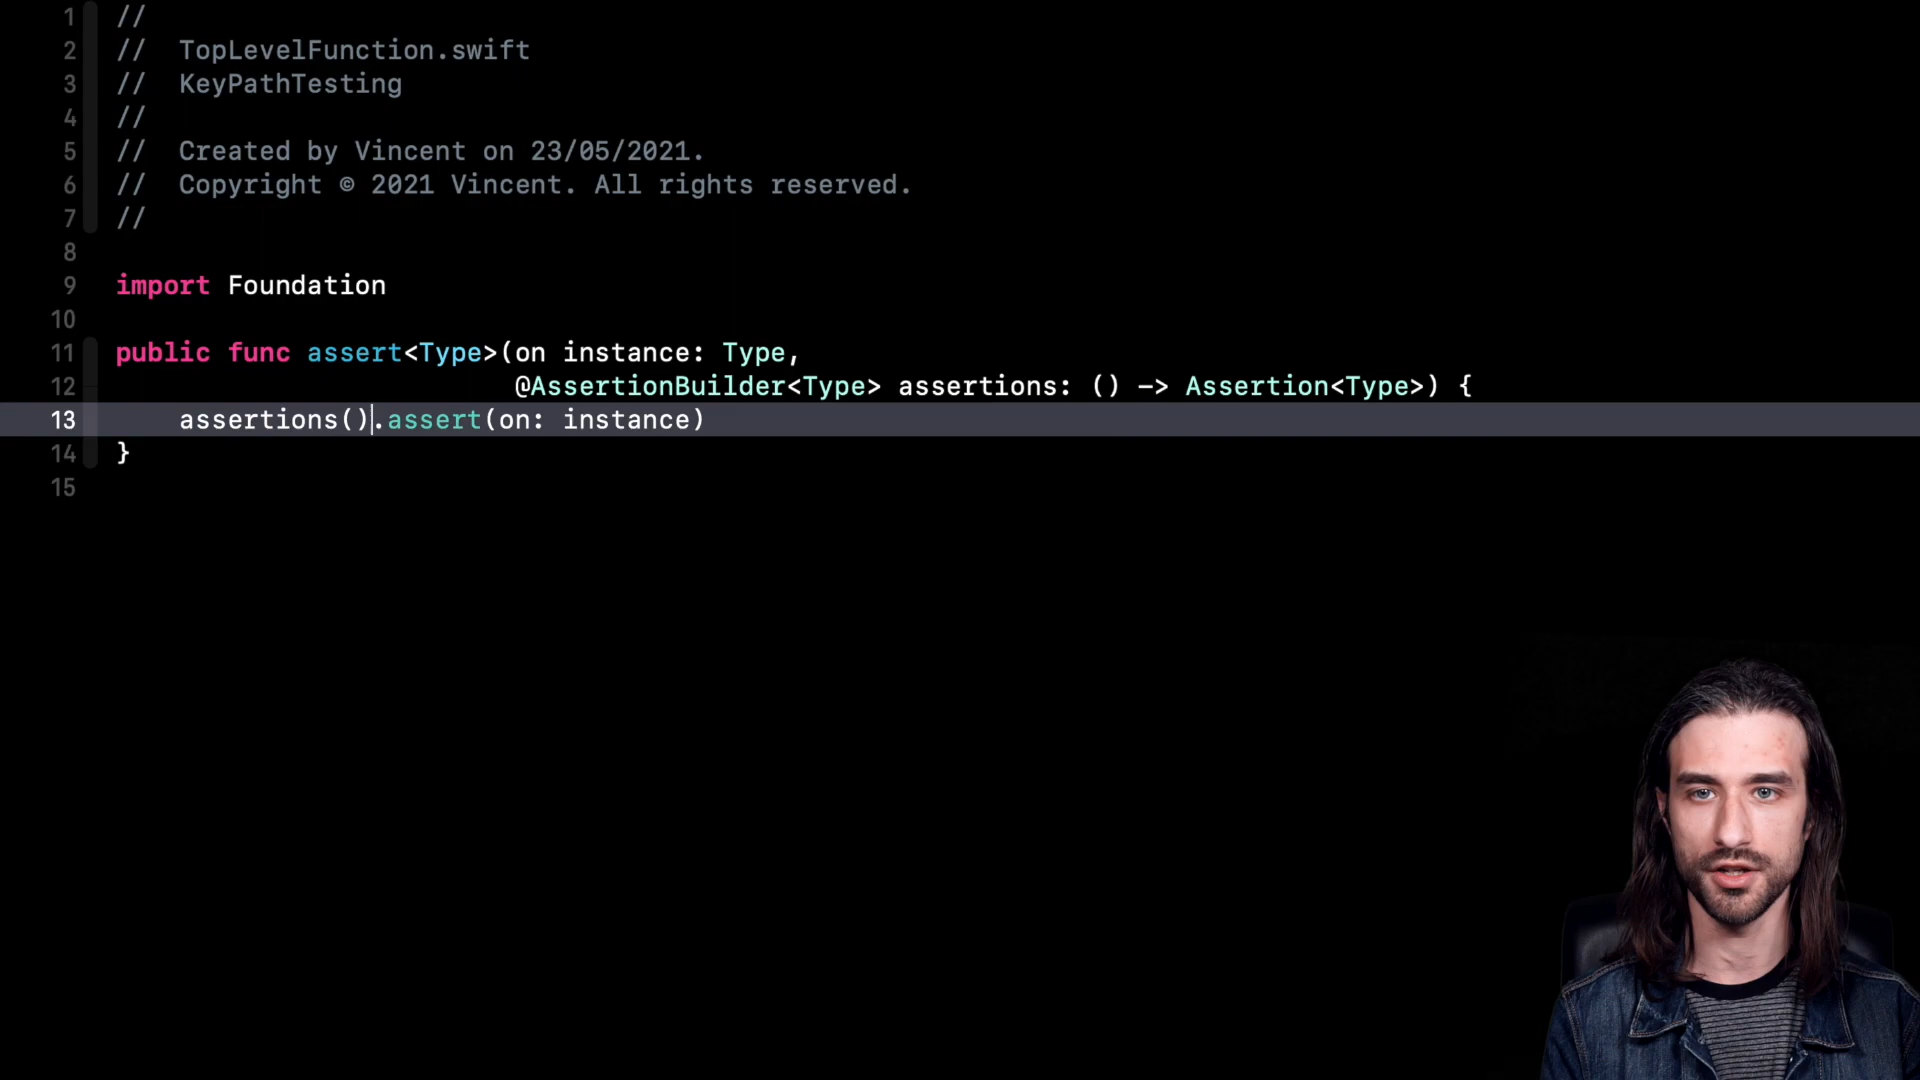 1 //
2 //  TopLevelFunction.swift
3 //  KeyPathTesting
4 //
5 //  Created by Vincent on 23/05/2021.
6 //  Copyright © 2021 Vincent. All rights reserved.
7 //
8
9 import Foundation
10
11 public func assert<Type>(on instance: Type,
12                          @AssertionBuilder<Type> assertions: () -> Assertion<Type>) {
13     assertions().assert(on: instance)
14 }
15